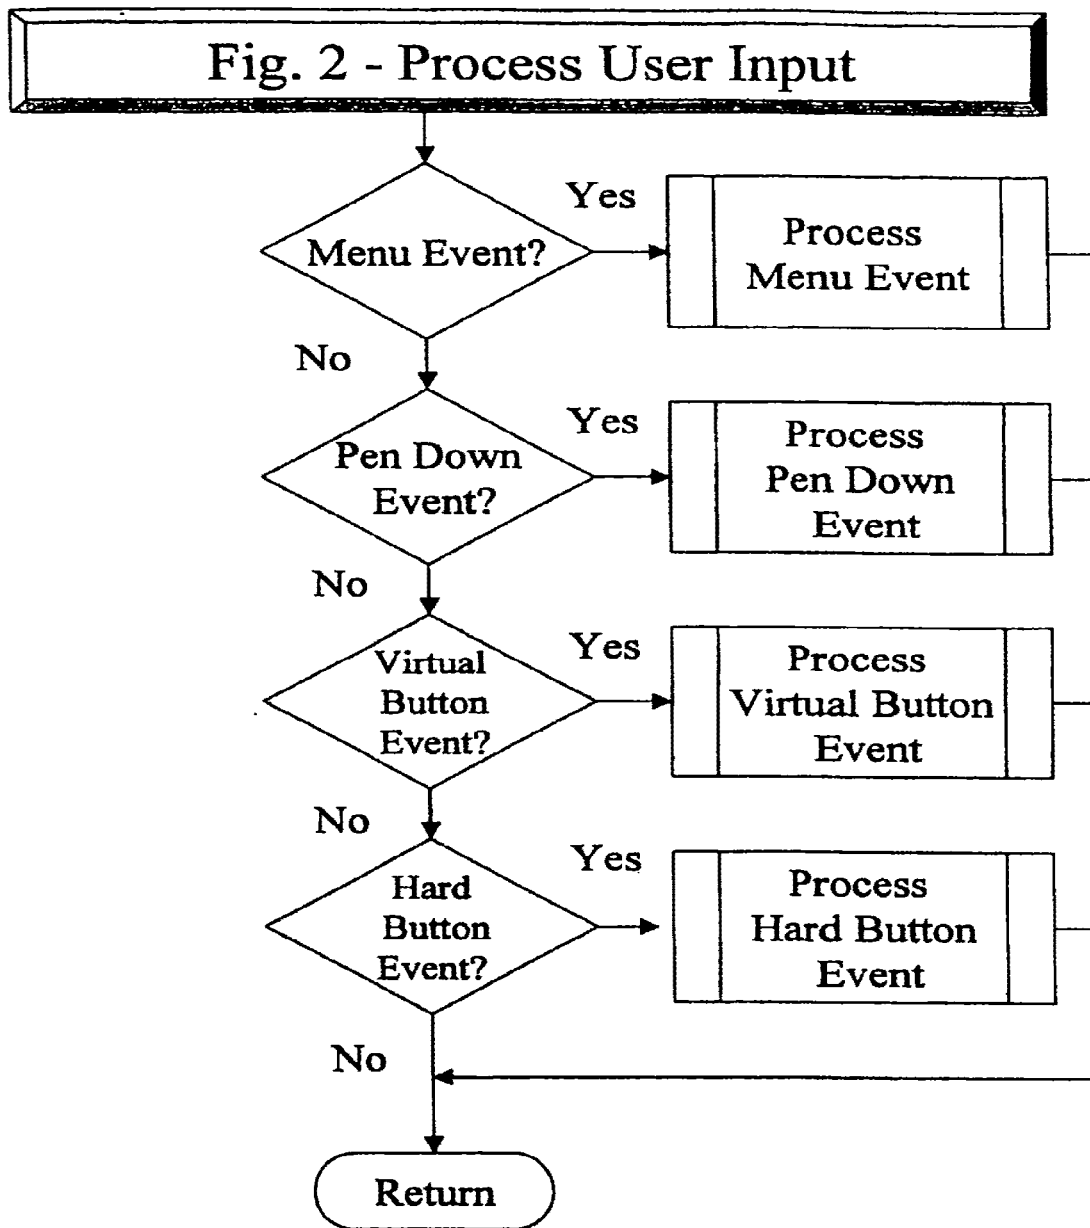 Fig. 2 - Process User Input
Menu Event?
Yes
Process
Menu Event
No
Pen Down
Event?
Yes
Process
Pen Down
Event
No
Virtual
Button
Event?
Yes
Process
Virtual Button
Event
No
Hard
Button
Event?
Yes
Process
Hard Button
Event
No
Return